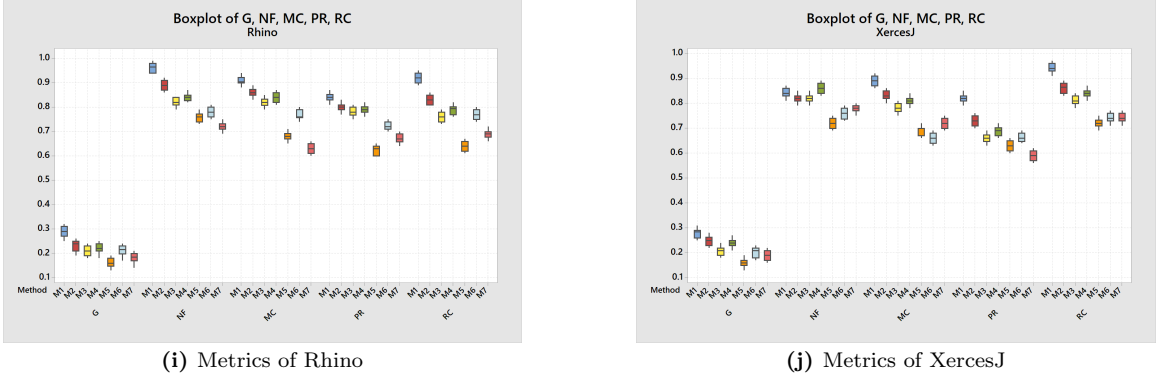 Boxplot of G, NF, MC, PR, RC
Rhino
1.0
0.9
0.8
0.7
0.6
0.5
0.4
0.3
0.2
0.1
Method M1 M2 M3 M4 M5 M6 M7 M1 M2 M3 M4 M5 M6 M7 M1 M2 M3 M4 M5 M6 M7 M1 M2 M3 M4 M5 M6 M7 M1 M2 M3 M4 M5 M6 M7
G NF MC PR RC
(i) Metrics of Rhino
Boxplot of G, NF, MC, PR, RC
XercesJ
1.0
0.9
0.8
0.7
0.6
0.5
0.4
0.3
0.2
0.1
Method M1 M2 M3 M4 M5 M6 M7 M1 M2 M3 M4 M5 M6 M7 M1 M2 M3 M4 M5 M6 M7 M1 M2 M3 M4 M5 M6 M7 M1 M2 M3 M4 M5 M6 M7
G NF MC PR RC
(j) Metrics of XercesJ